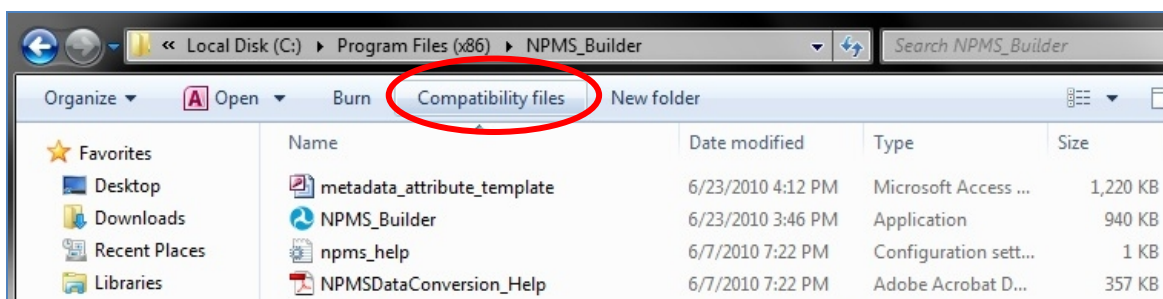 « Local Disk (C:) ▸ Program Files (x86) ▸ NPMS_Builder Search NPMS_Builder
Organize Open Burn Compatibility files New folder
Favorites Name Date modified Type Size
Desktop metadata_attribute_template 6/23/2010 4:12 PM Microsoft Access ... 1,220 KB
Downloads NPMS_Builder 6/23/2010 3:46 PM Application 940 KB
Recent Places npms_help 6/7/2010 7:22 PM Configuration sett... 1 KB
Libraries NPMSDataConversion_Help 6/7/2010 7:22 PM Adobe Acrobat D... 357 KB